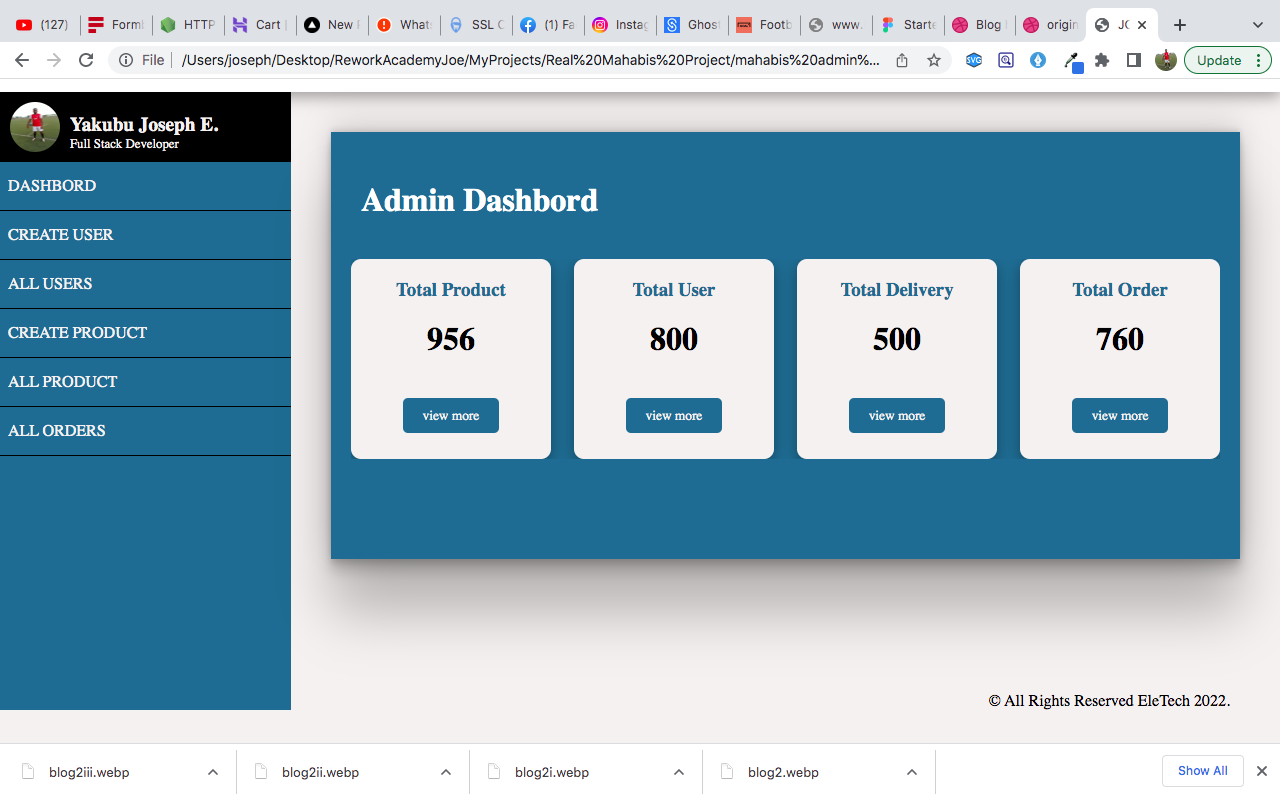 (127)
Form
HTTP
Cart
New
What
SSL C
(1) Fa
Insta
Ghos
Footb
www.
Starte
Blog
origin
JC
File
/Users/joseph/Desktop/ReworkAcademyJoe/MyProjects/Real%20Mahabis%20Project/mahabis%20admin%...
SVG
Update
Yakubu Joseph E.
Full Stack Developer
DASHBORD
CREATE USER
ALL USERS
CREATE PRODUCT
ALL PRODUCT
ALL ORDERS
Admin Dashbord
Total Product
956
view more
Total User
800
view more
Total Delivery
500
view more
Total Order
760
view more
© All Rights Reserved EleTech 2022.
blog2iii.webp
blog2ii.webp
blog2i.webp
blog2.webp
Show All